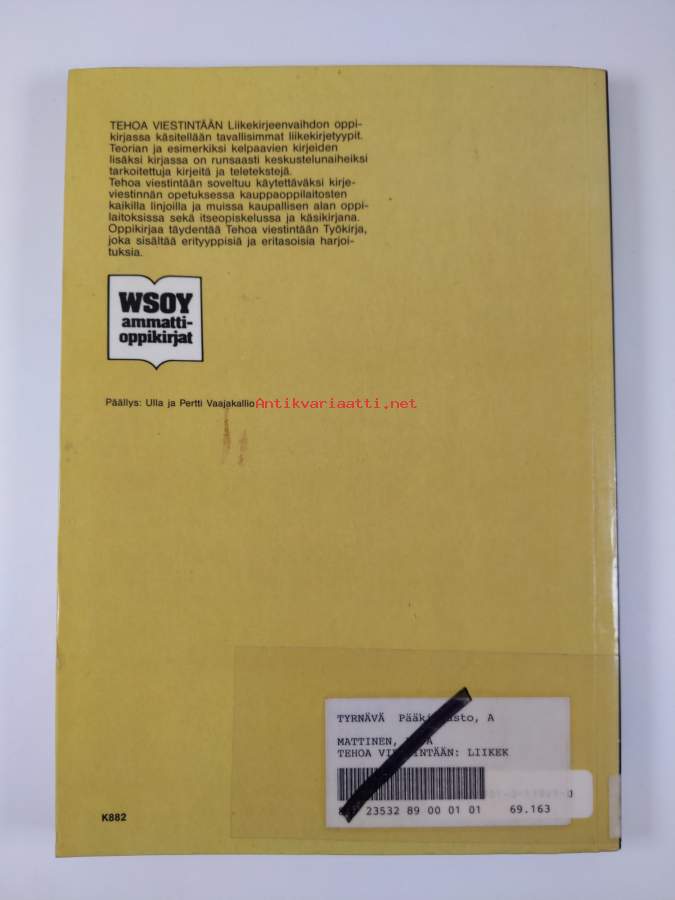 TEHOA VIESTINTÄÄN Liikekirjeenvaihdon oppi-
kirjassa käsitellään tavallisimmat liikekirjetyypit.
Teorian ja esimerkiksi kelpaavien kirjeiden
lisäksi kirjassa on runsaasti keskustelunaiheiksi
tarkoitettuja kirjeitä ja teletekstejä.
Tehoa viestintään soveltuu käytettäväksi kirje-
viestinnän opetuksessa kauppaoppilaitosten
kaikilla linjoilla ja muissa kaupallisen alan oppi-
laitoksissa sekä itseopiskelussa ja käsikirjana.
Oppikirjaa täydentää Tehoa viestintään Työkirja,
joka sisältää erityyppisiä ja eritasoisia harjoi-
tuksia.
WSOY
ammatti-
oppikirjat
Päällys: Ulla ja Pertti Vaajakallio
Antikvariaatti.net
TYRNÄVÄ A
MATTINEN,
TEHOA LIIKEK
23532 89 00 01 01 69.163
K882